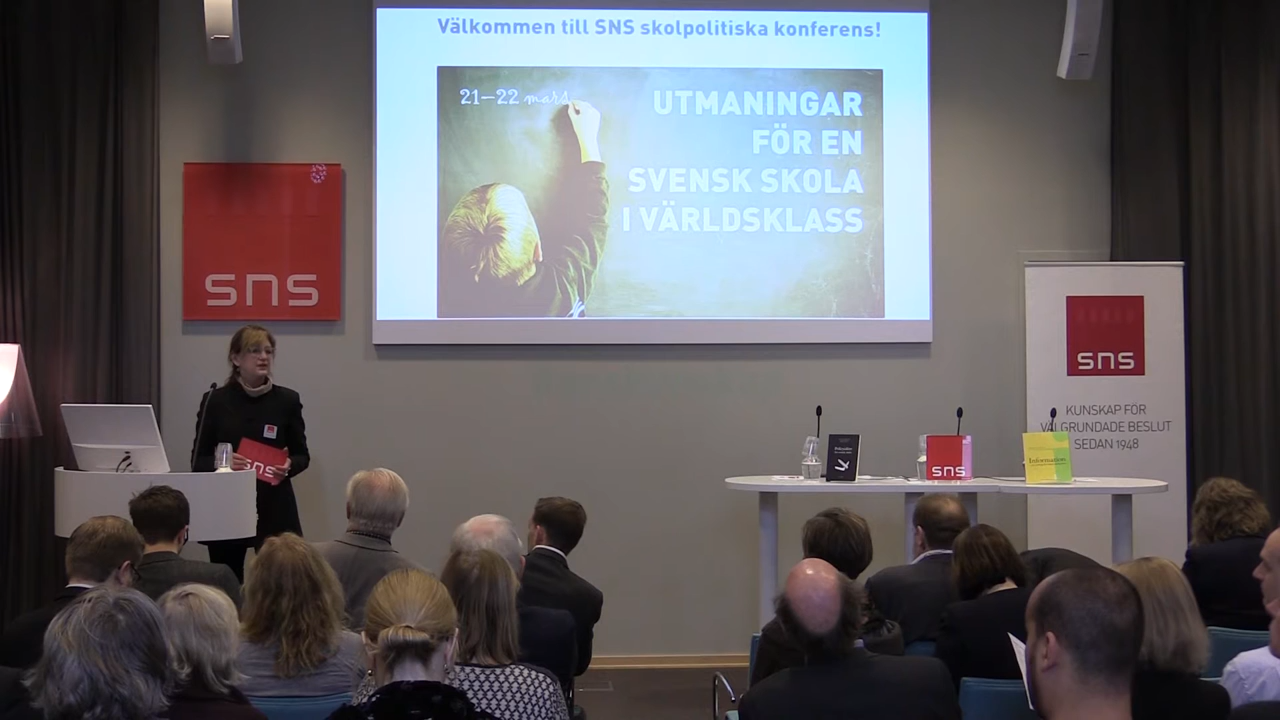 Välkommen till SNS skolpolitiska konferens!
21–22 mars
UTMANINGAR
FÖR EN
SVENSK SKOLA
I VÄRLDSKLASS
sns
sns
sns
KUNSKAP FÖR
VÄLGRUNDADE BESLUT
SEDAN 1948
sns
Information